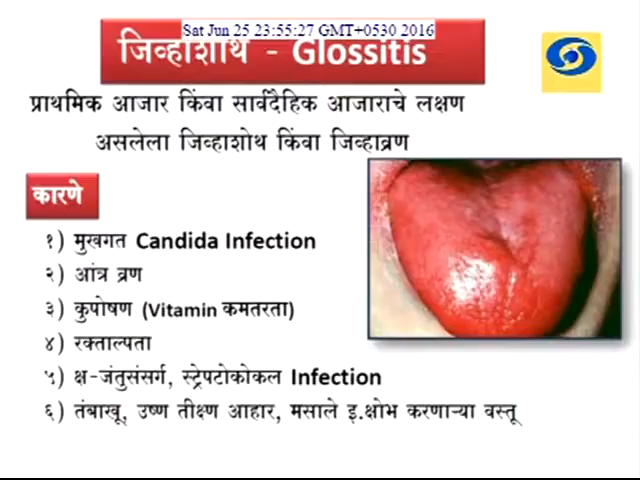 Sat Jun 25 23:55:27 GMT+0530 2016
जिव्हाशोथ - Glossitis
प्राथमिक आजार किंवा सार्वदैहिक आजाराचे लक्षण
असलेला जिव्हाशोथ किंवा जिव्हाव्रण
कारणे
१) मुखगत Candida Infection
२) आंत्र व्रण
३) कुपोषण (Vitamin कमतरता)
४) रक्ताल्पता
५) क्ष-जंतुसंसर्ग, स्ट्रेपटोकोकल Infection
६) तंबाखू, उष्ण तीक्ष्ण आहार, मसाले इ.क्षोभ करणाऱ्या वस्तू